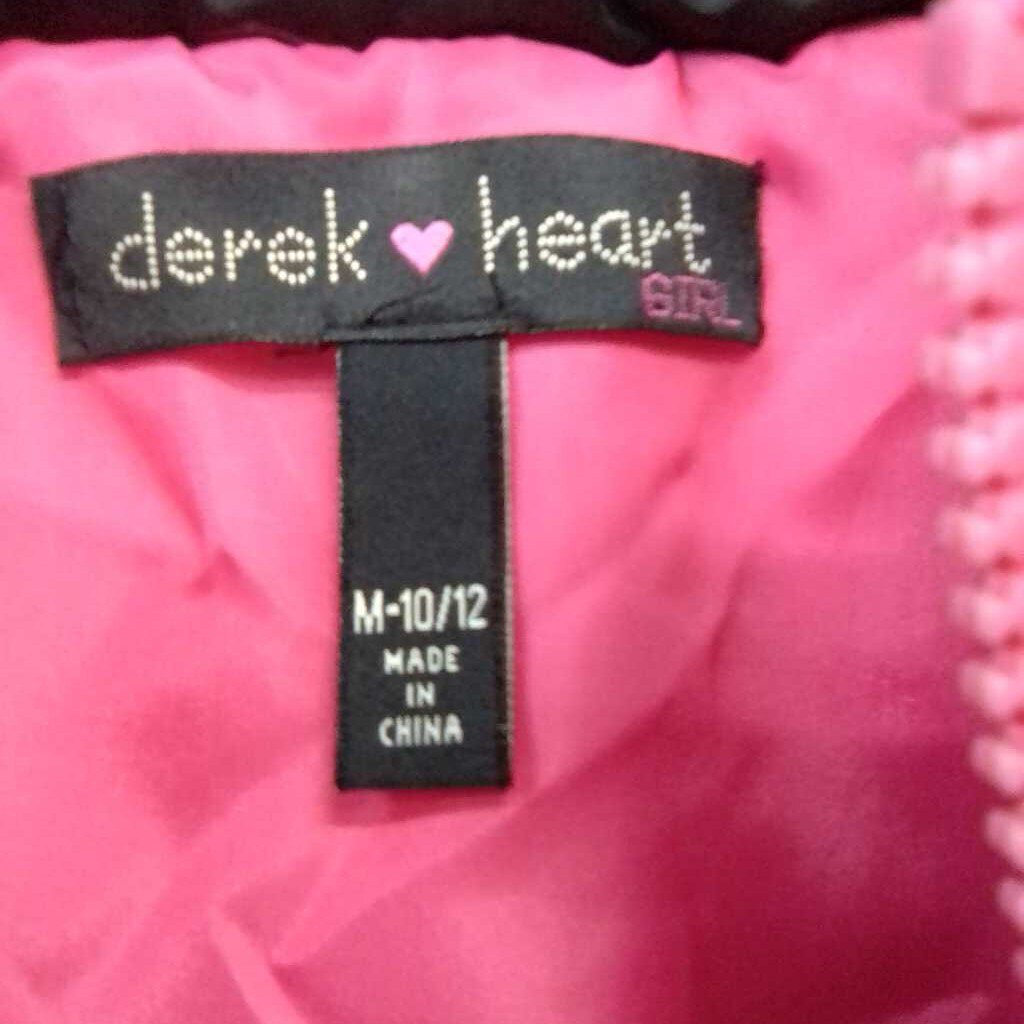 derek heart
GIRL
M-10/12
MADE
IN
CHINA